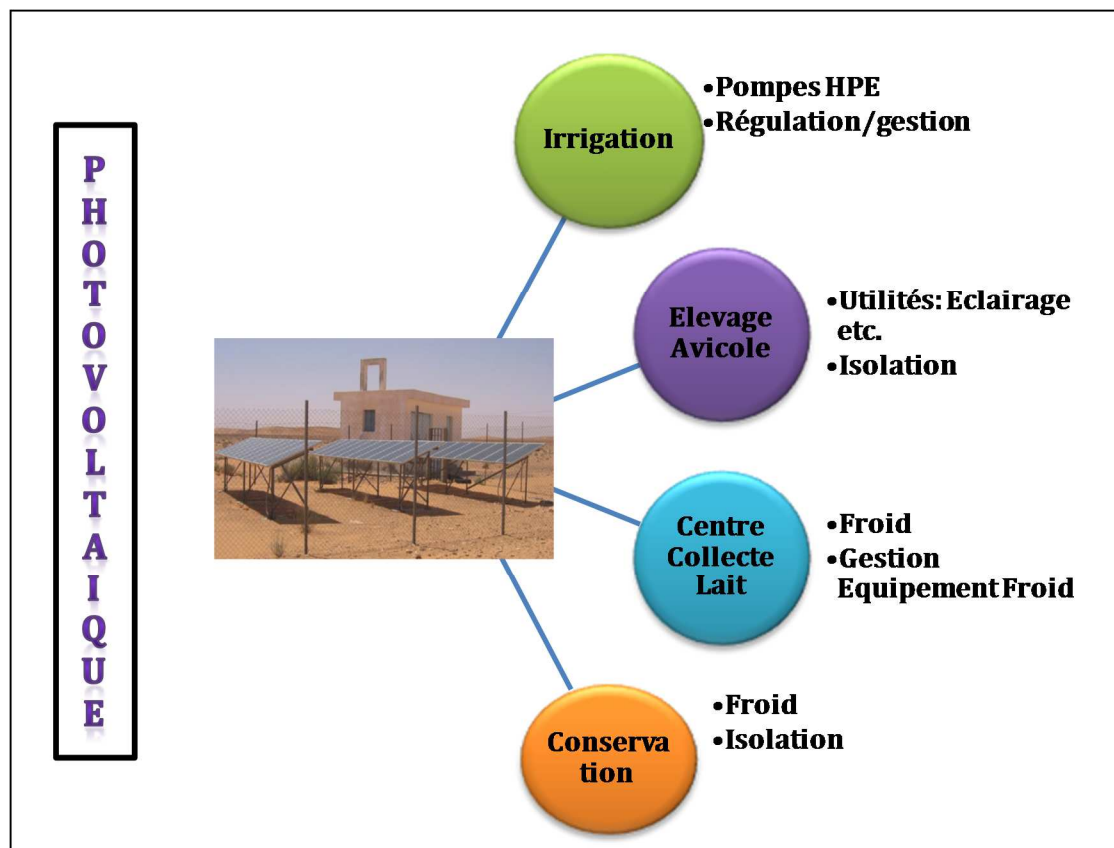 PHOTOVOLTAIQUE
Irrigation
•Pompes HPE
•Régulation/gestion
Elevage
Avicole
•Utilités: Eclairage
etc.
•Isolation
Centre
Collecte
Lait
•Froid
•Gestion
Equipement Froid
Conserva
tion
•Froid
•Isolation